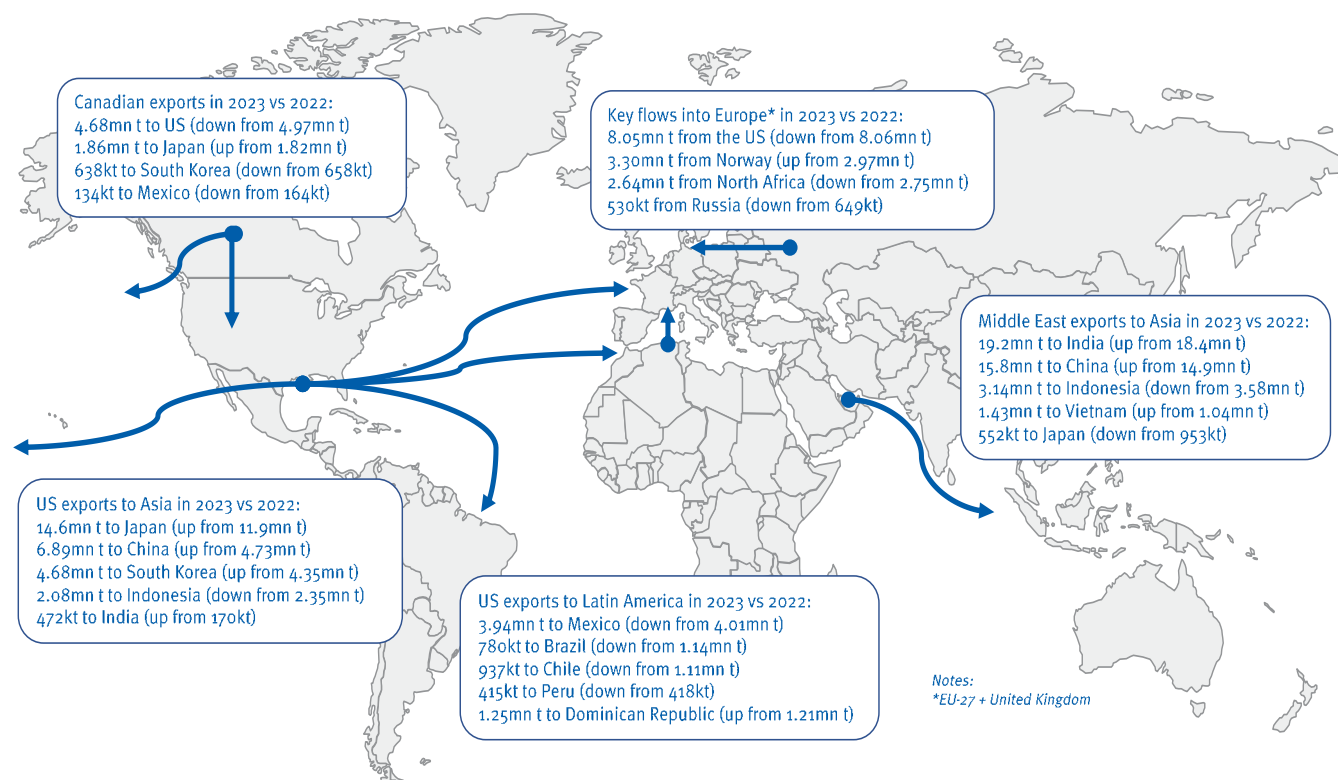 Canadian exports in 2023 vs 2022:
4.68mn t to US (down from 4.97mn t)
1.86mn t to Japan (up from 1.82mn t)
638kt to South Korea (down from 658kt)
134kt to Mexico (down from 164kt)
Key flows into Europe* in 2023 vs 2022:
8.05mn t from the US (down from 8.06mn t)
3.30mn t from Norway (up from 2.97mn t)
2.64mn t from North Africa (down from 2.75mn t)
530kt from Russia (down from 649kt)
Middle East exports to Asia in 2023 vs 2022:
19.2mn t to India (up from 18.4mn t)
15.8mn t to China (up from 14.9mn t)
3.14mn t to Indonesia (down from 3.58mn t)
1.43mn t to Vietnam (up from 1.04mn t)
552kt to Japan (down from 953kt)
US exports to Asia in 2023 vs 2022:
14.6mn t to Japan (up from 11.9mn t)
6.89mn t to China (up from 4.73mn t)
4.68mn t to South Korea (up from 4.35mn t)
2.08mn t to Indonesia (down from 2.35mn t)
472kt to India (up from 170kt)
US exports to Latin America in 2023 vs 2022:
3.94mn t to Mexico (down from 4.01mn t)
780kt to Brazil (down from 1.14mn t)
937kt to Chile (down from 1.11mn t)
415kt to Peru (down from 418kt)
1.25mn t to Dominican Republic (up from 1.21mn t)
Notes:
*EU-27 + United Kingdom